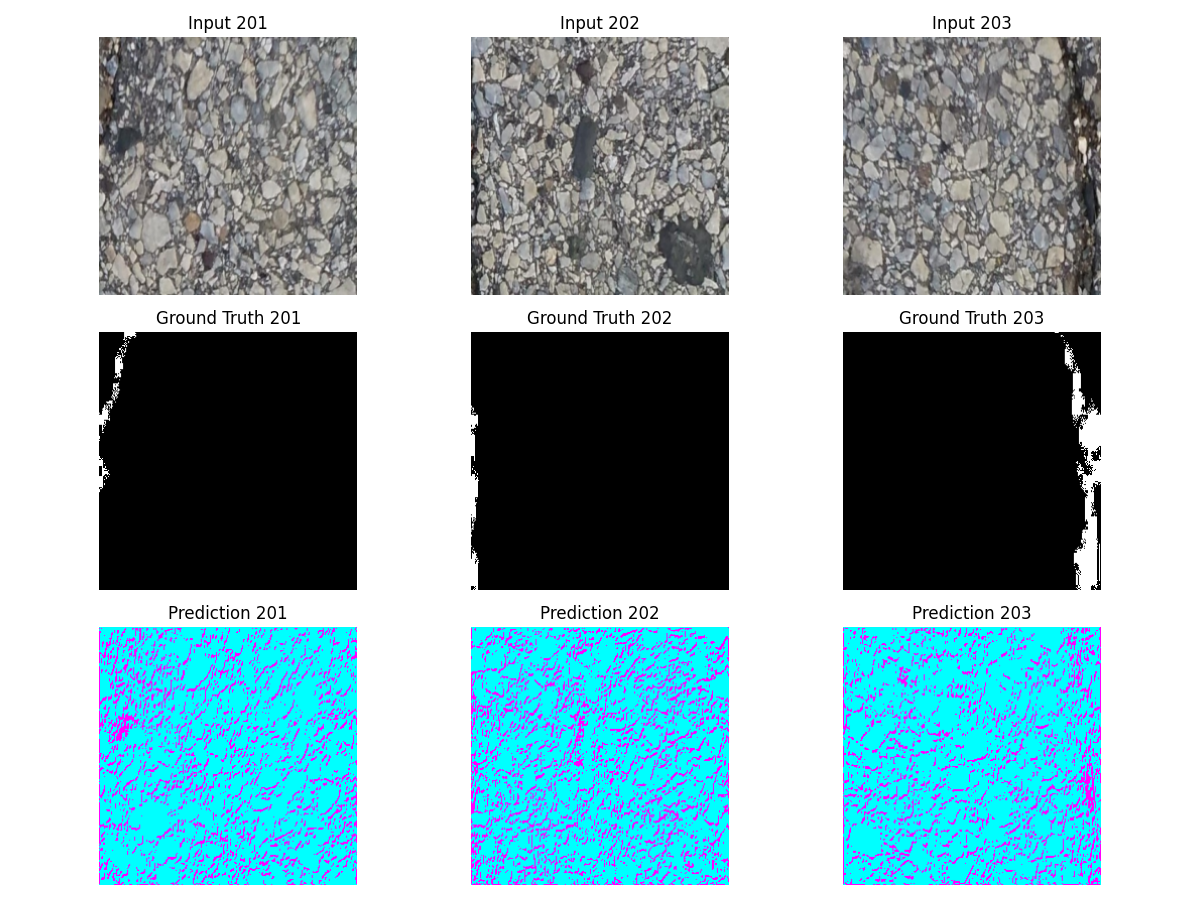 Input 201
Input 202
Input 203
Ground Truth 201
Ground Truth 202
Ground Truth 203
Prediction 201
Prediction 202
Prediction 203